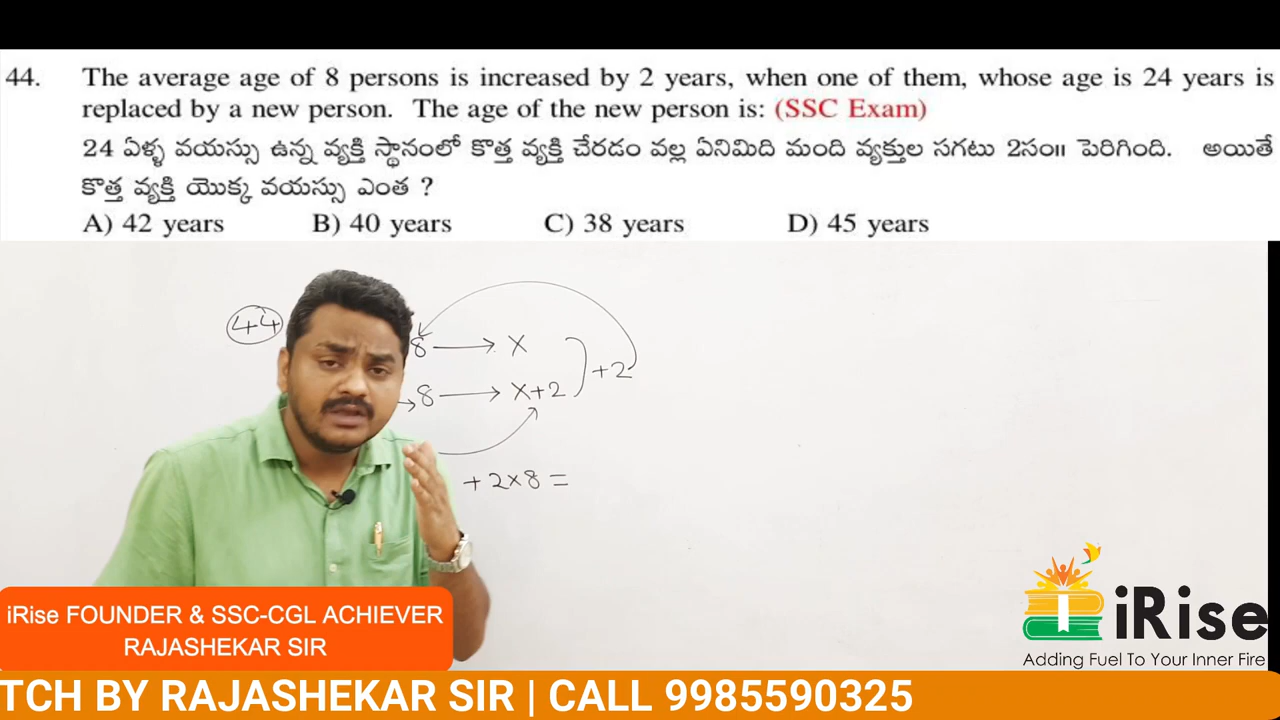 44. The average age of 8 persons is increased by 2 years, when one of them, whose age is 24 years is
replaced by a new person. The age of the new person is: (SSC Exam)
24 ఏళ్ళ వయస్సు ఉన్న వ్యక్తి స్థానంలో కొత్త వ్యక్తి చేరడం వల్ల ఏనిమిది మంది వ్యక్తుల సగటు 2సం॥ పెరిగింది. అయితే
కొత్త వ్యక్తి యొక్క వయస్సు ఎంత ?
A) 42 years B) 40 years C) 38 years D) 45 years
44
8 → X
+2
→8 → X+2
+2×8=
iRise FOUNDER & SSC-CGL ACHIEVER
RAJASHEKAR SIR
iRise
Adding Fuel To Your Inner Fire
TCH BY RAJASHEKAR SIR | CALL 9985590325